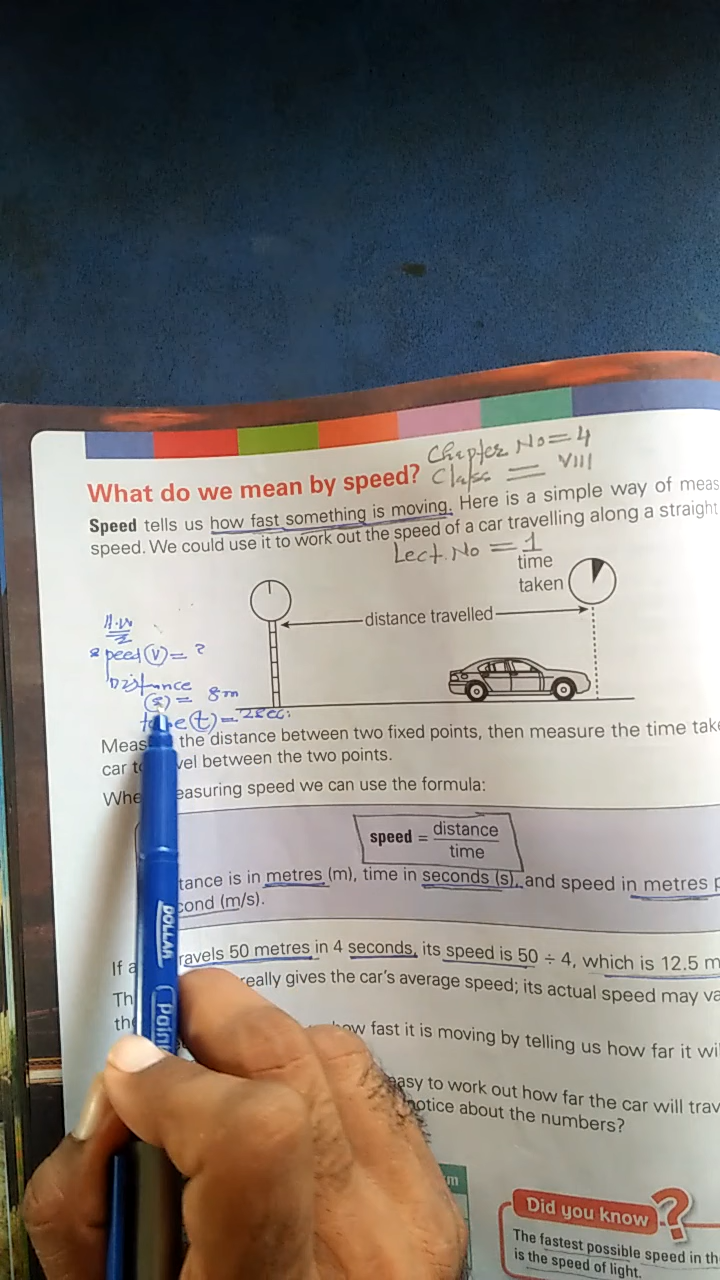 Chapter No = 4
Class = VIII
What do we mean by speed?
Speed tells us how fast something is moving. Here is a simple way of meas
speed. We could use it to work out the speed of a car travelling along a straight
Lect. No = 1
time
taken
distance travelled
H.W
Speed (v) = ?
Distance
(s) = 8m
time (t) = 2sec.
Meas the distance between two fixed points, then measure the time take
car to vel between the two points.
Whe easuring speed we can use the formula:
speed = distance
time
tance is in metres (m), time in seconds (s), and speed in metres p
cond (m/s).
If a ravels 50 metres in 4 seconds, its speed is 50 ÷ 4, which is 12.5 m
Th really gives the car's average speed; its actual speed may va
the
how fast it is moving by telling us how far it wi
easy to work out how far the car will trav
notice about the numbers?
m
Did you know
?
The fastest possible speed in th
is the speed of light.
DOLLAR
Poin